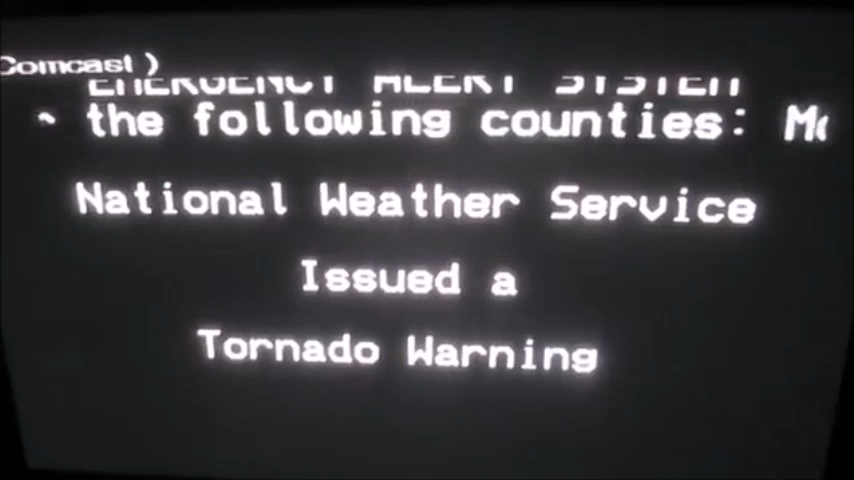 Comcast)
EMERGENCY ALERT SYSTEM
the following counties:
National Weather Service
Issued a
Tornado Warning